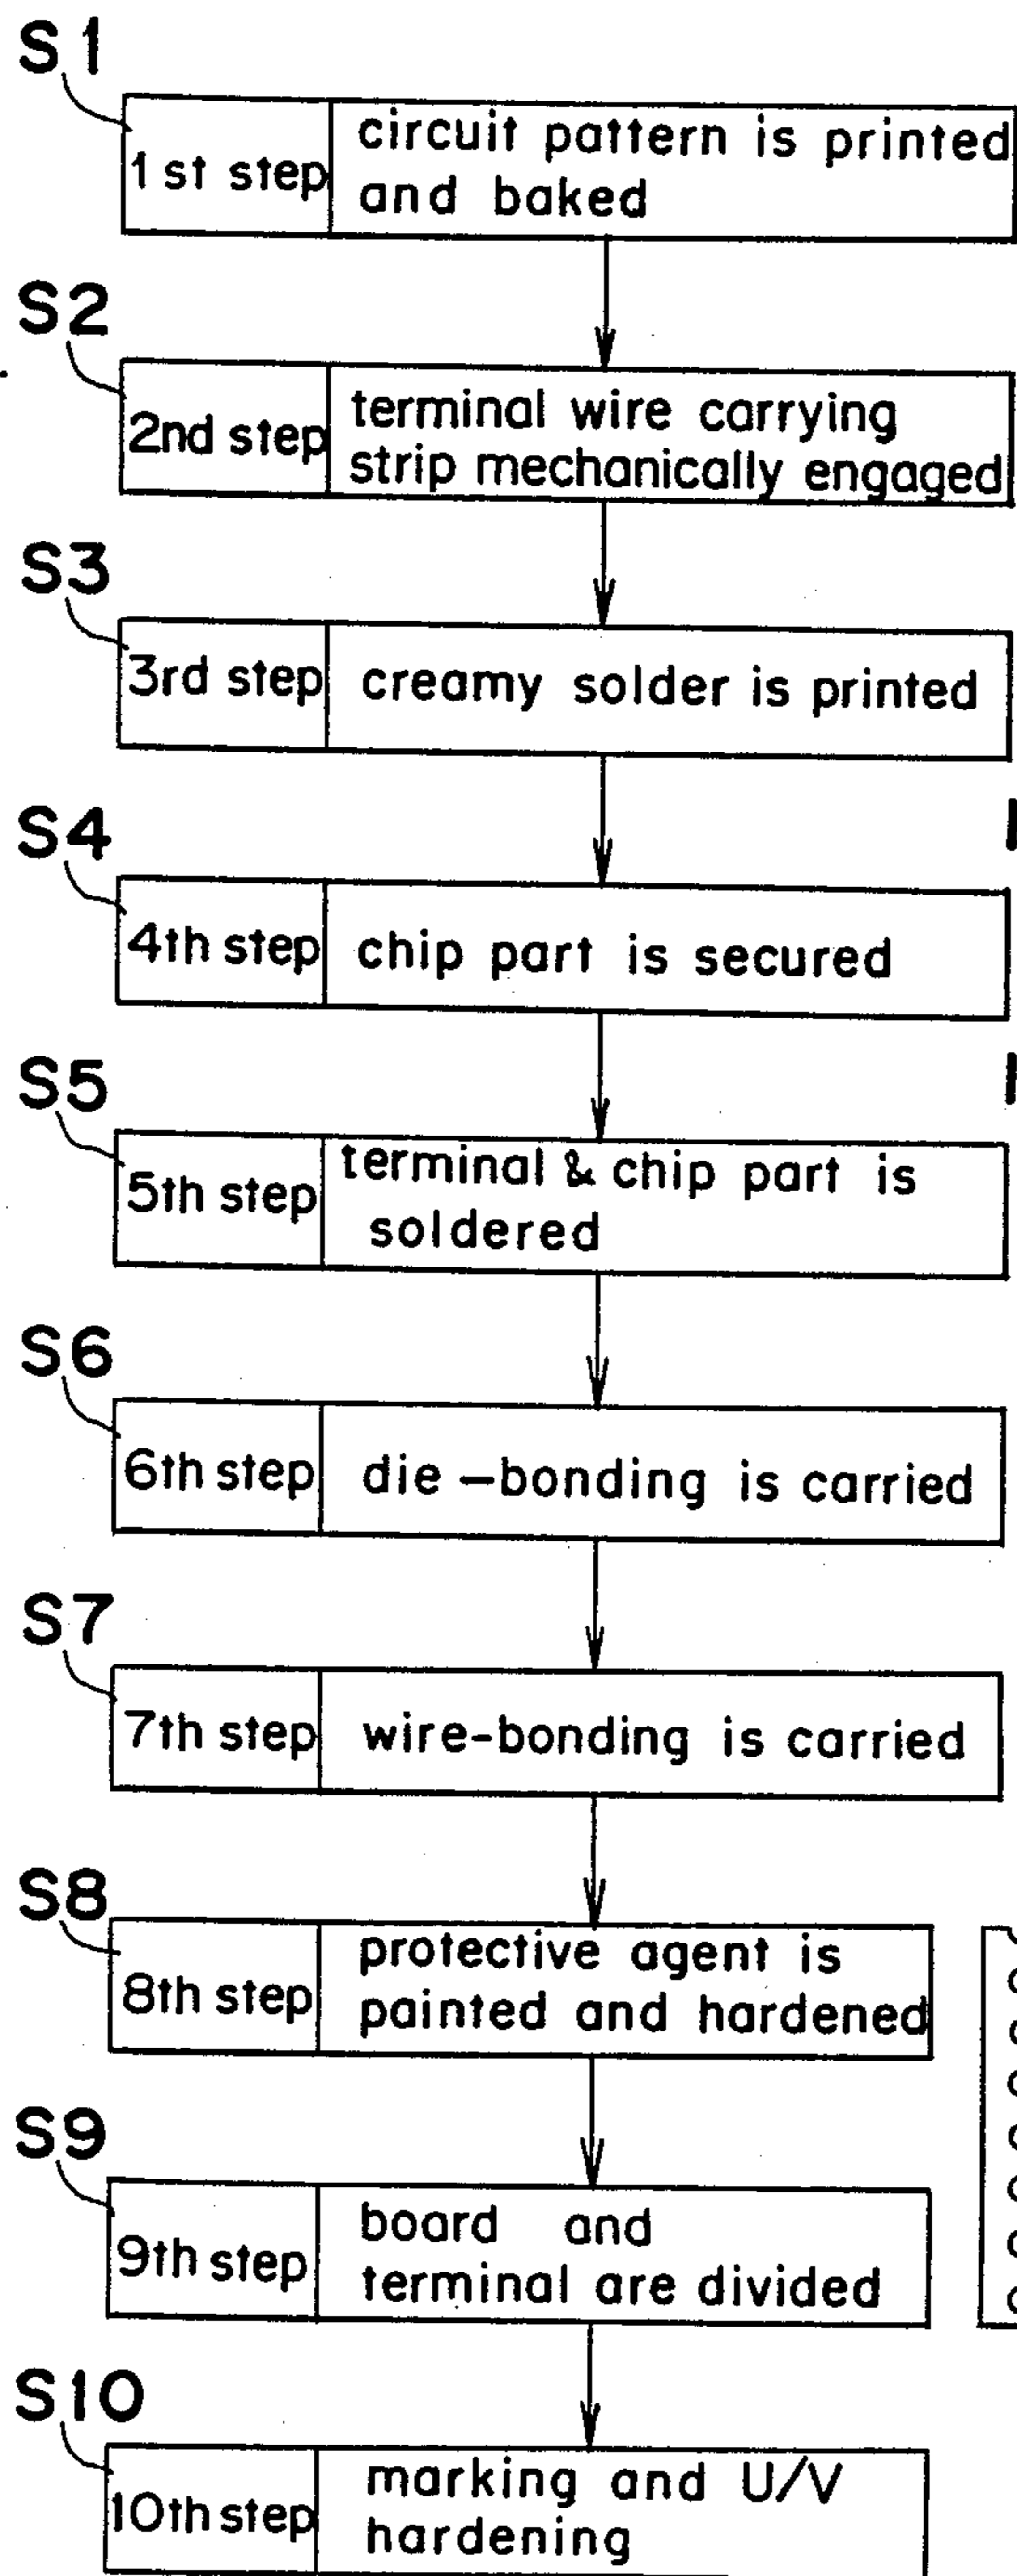 S1
1st step
circuit pattern is printed
and baked
S2
2nd step
terminal wire carrying
strip mechanically engaged
S3
3rd step
creamy solder is printed
S4
4th step
chip part is secured
S5
5th step
terminal & chip part is
soldered
S6
6th step
die-bonding is carried
S7
7th step
wire-bonding is carried
S8
8th step
protective agent is
painted and hardened
S9
9th step
board and
terminal are divided
S10
10th step
marking and U/V
hardening